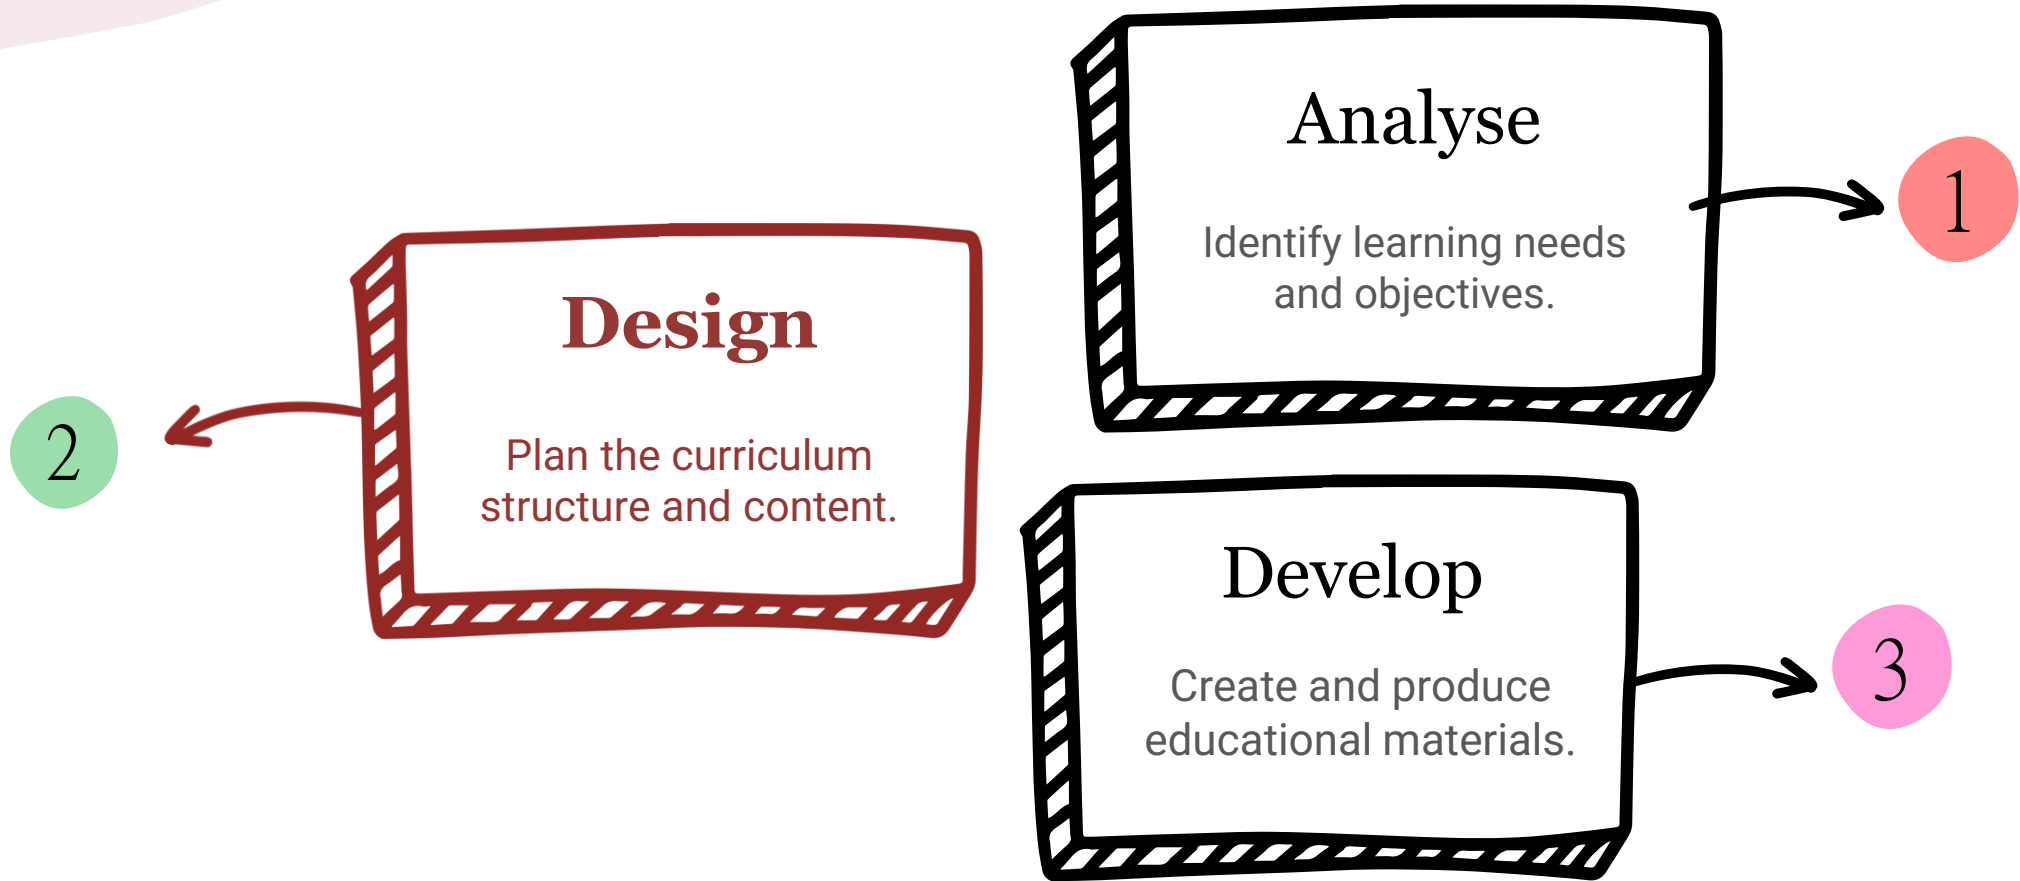 Analyse
Identify learning needs
and objectives.
1
Design
Plan the curriculum
structure and content.
2
Develop
Create and produce
educational materials.
3